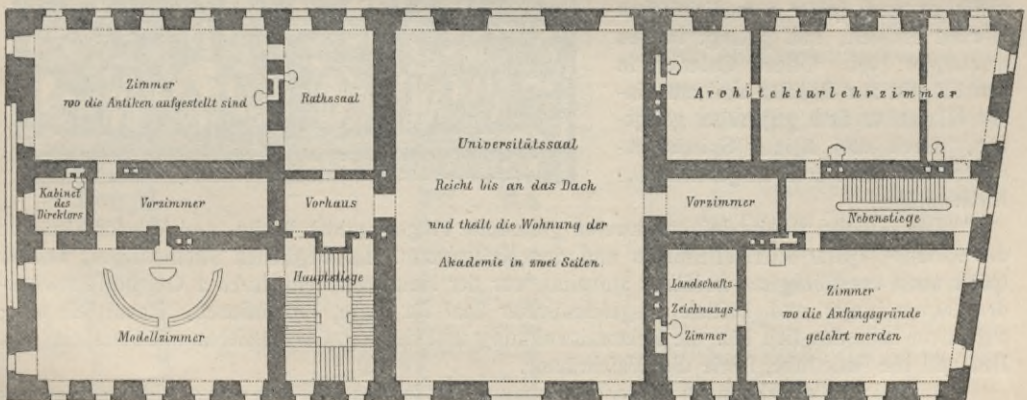 Zimmer
wo die Antiken aufgestellt sind
Rathssaal
Universitätssaal
Reicht bis an das Dach
und theilt die Wohnung der
Akademie in zwei Seiten.
Architekturlehrzimmer
Kabinet
des
Direktors
Vorzimmer
Vorhaus
Vorzimmer
Nebenstiege
Modellzimmer
Hauptstiege
Landschafts-
Zeichnungs-
Zimmer
Zimmer
wo die Anfangsgründe
gelehrt werden